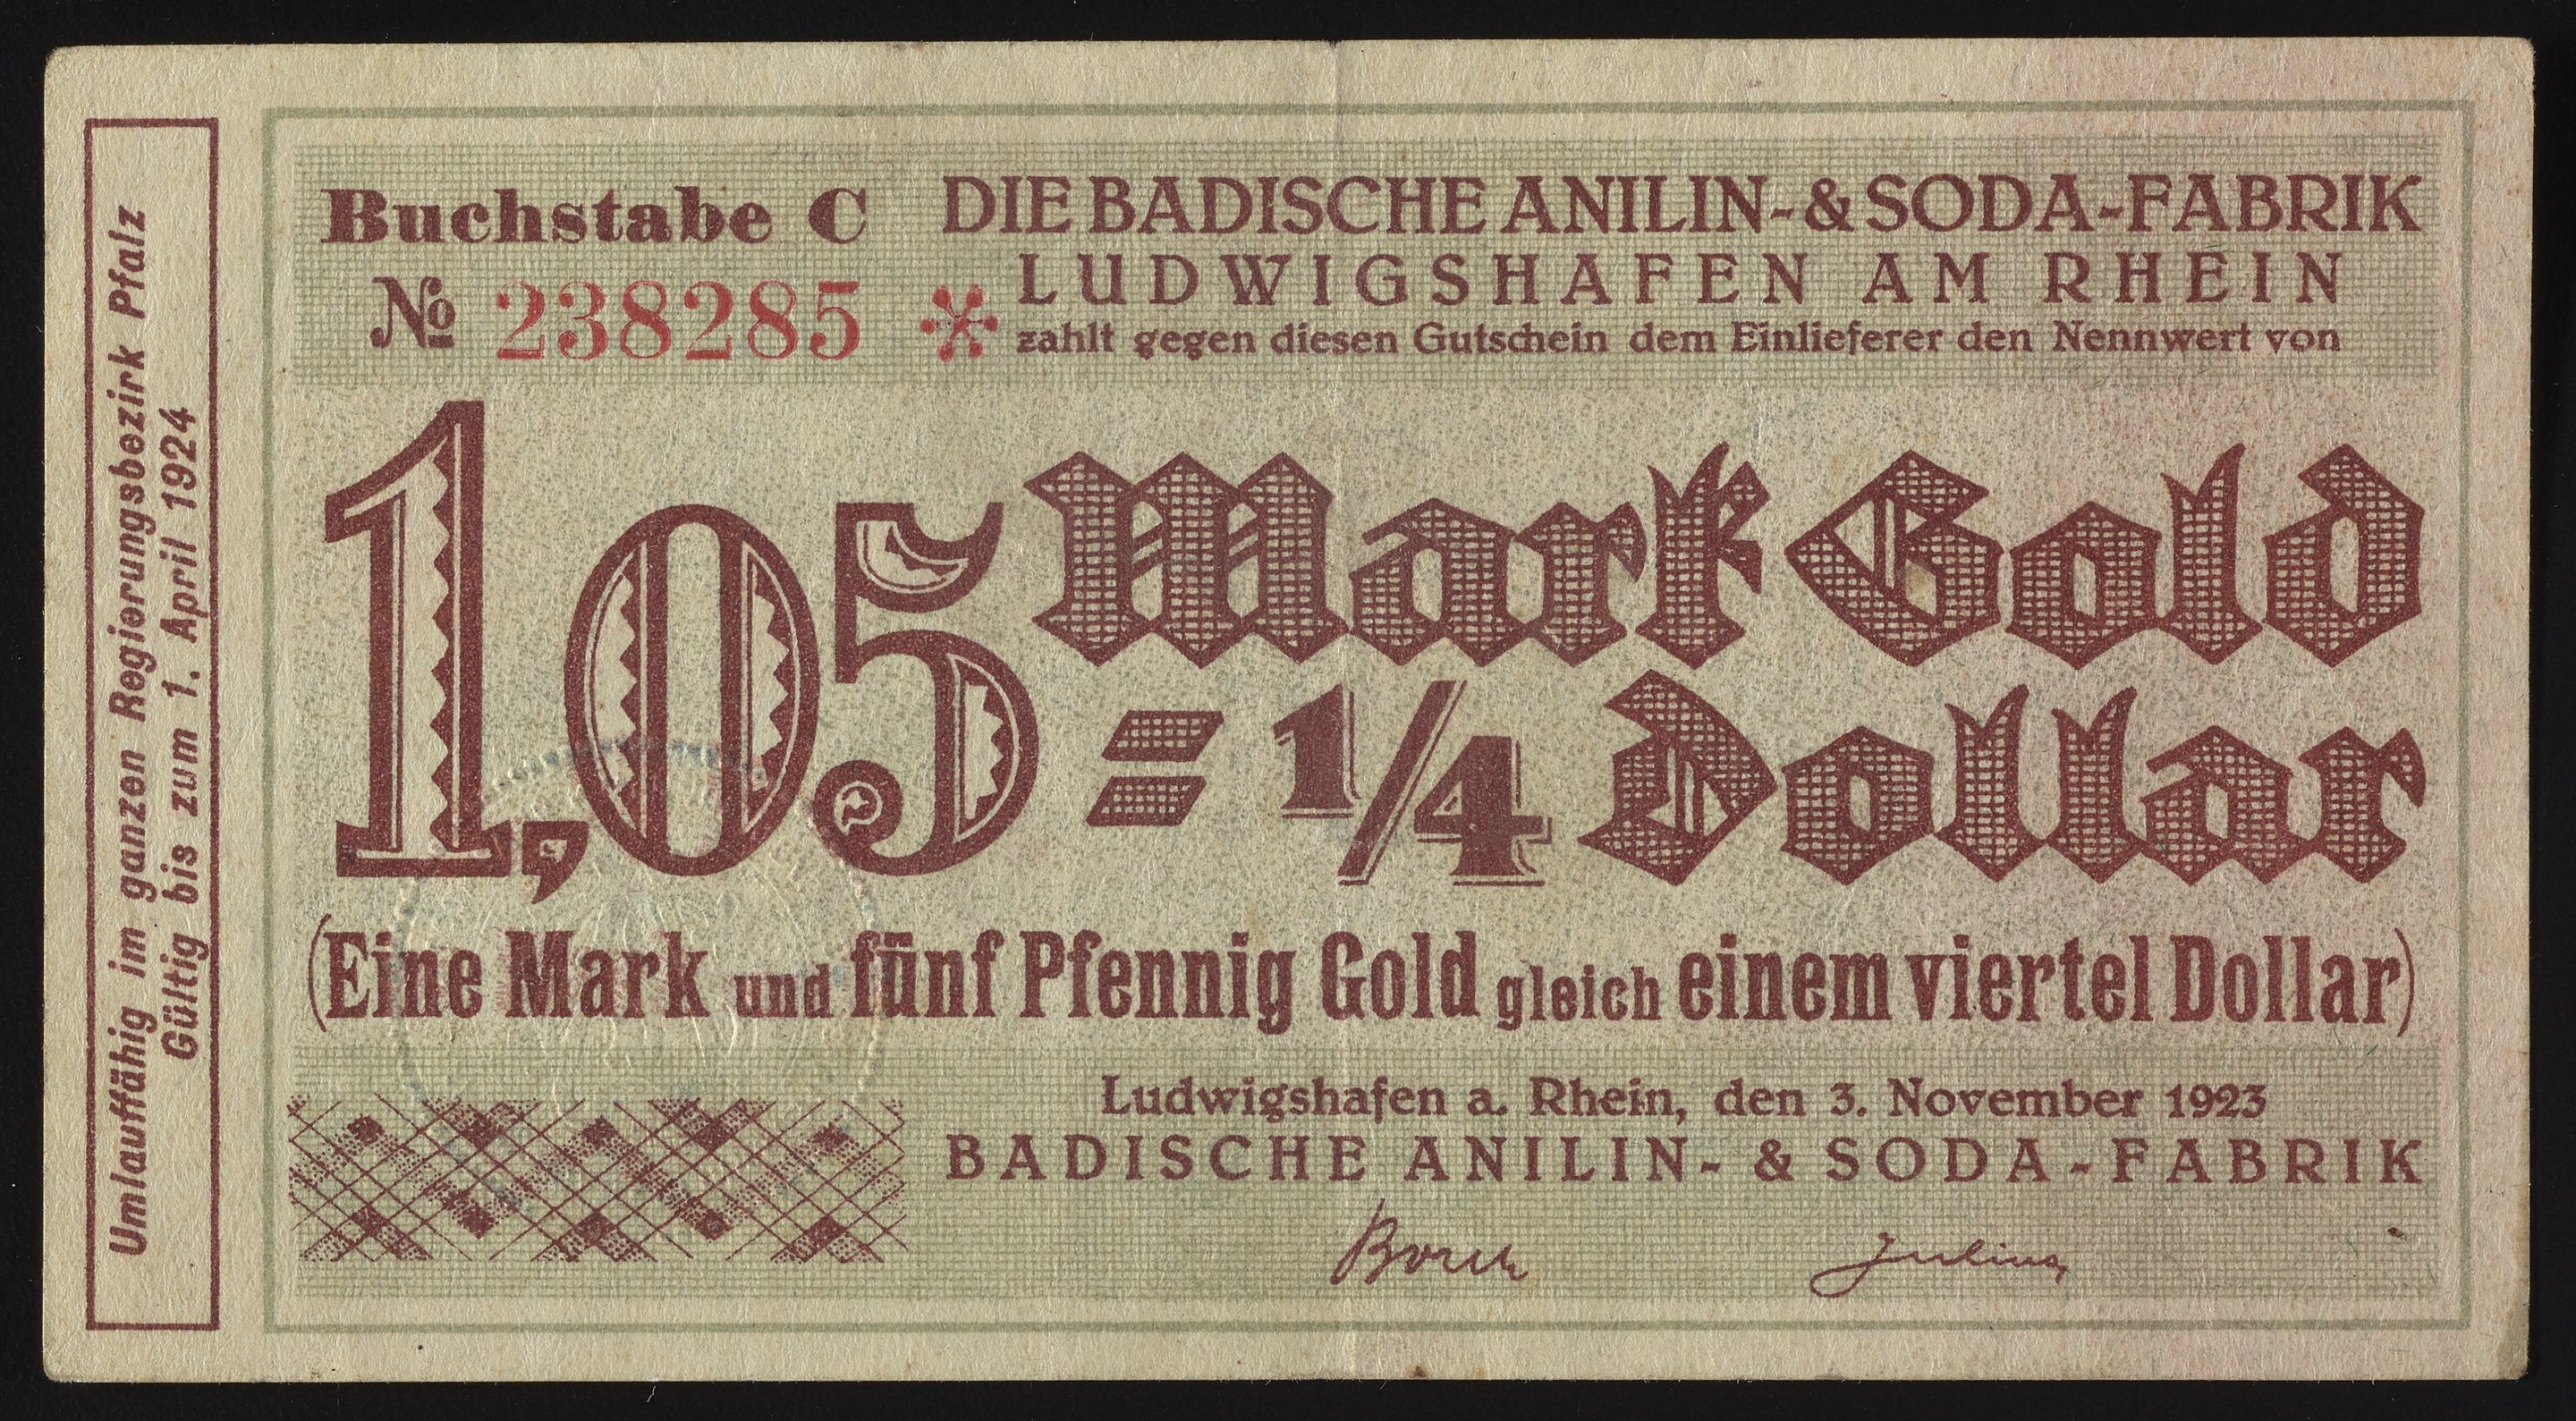 Umlauffähig im ganzen Regierungsbezirk Pfalz
Gültig bis zum 1. April 1924
Buchstabe C
№ 238285 *
DIE BADISCHE ANILIN- & SODA-FABRIK
LUDWIGSHAFEN AM RHEIN
zahlt gegen diesen Gutschein dem Einlieferer den Nennwert von
1,05 Mark Gold
= 1/4 Dollar
(Eine Mark und fünf Pfennig Gold gleich einem viertel Dollar)
Ludwigshafen a. Rhein, den 3. November 1923
BADISCHE ANILIN- & SODA-FABRIK
Julius